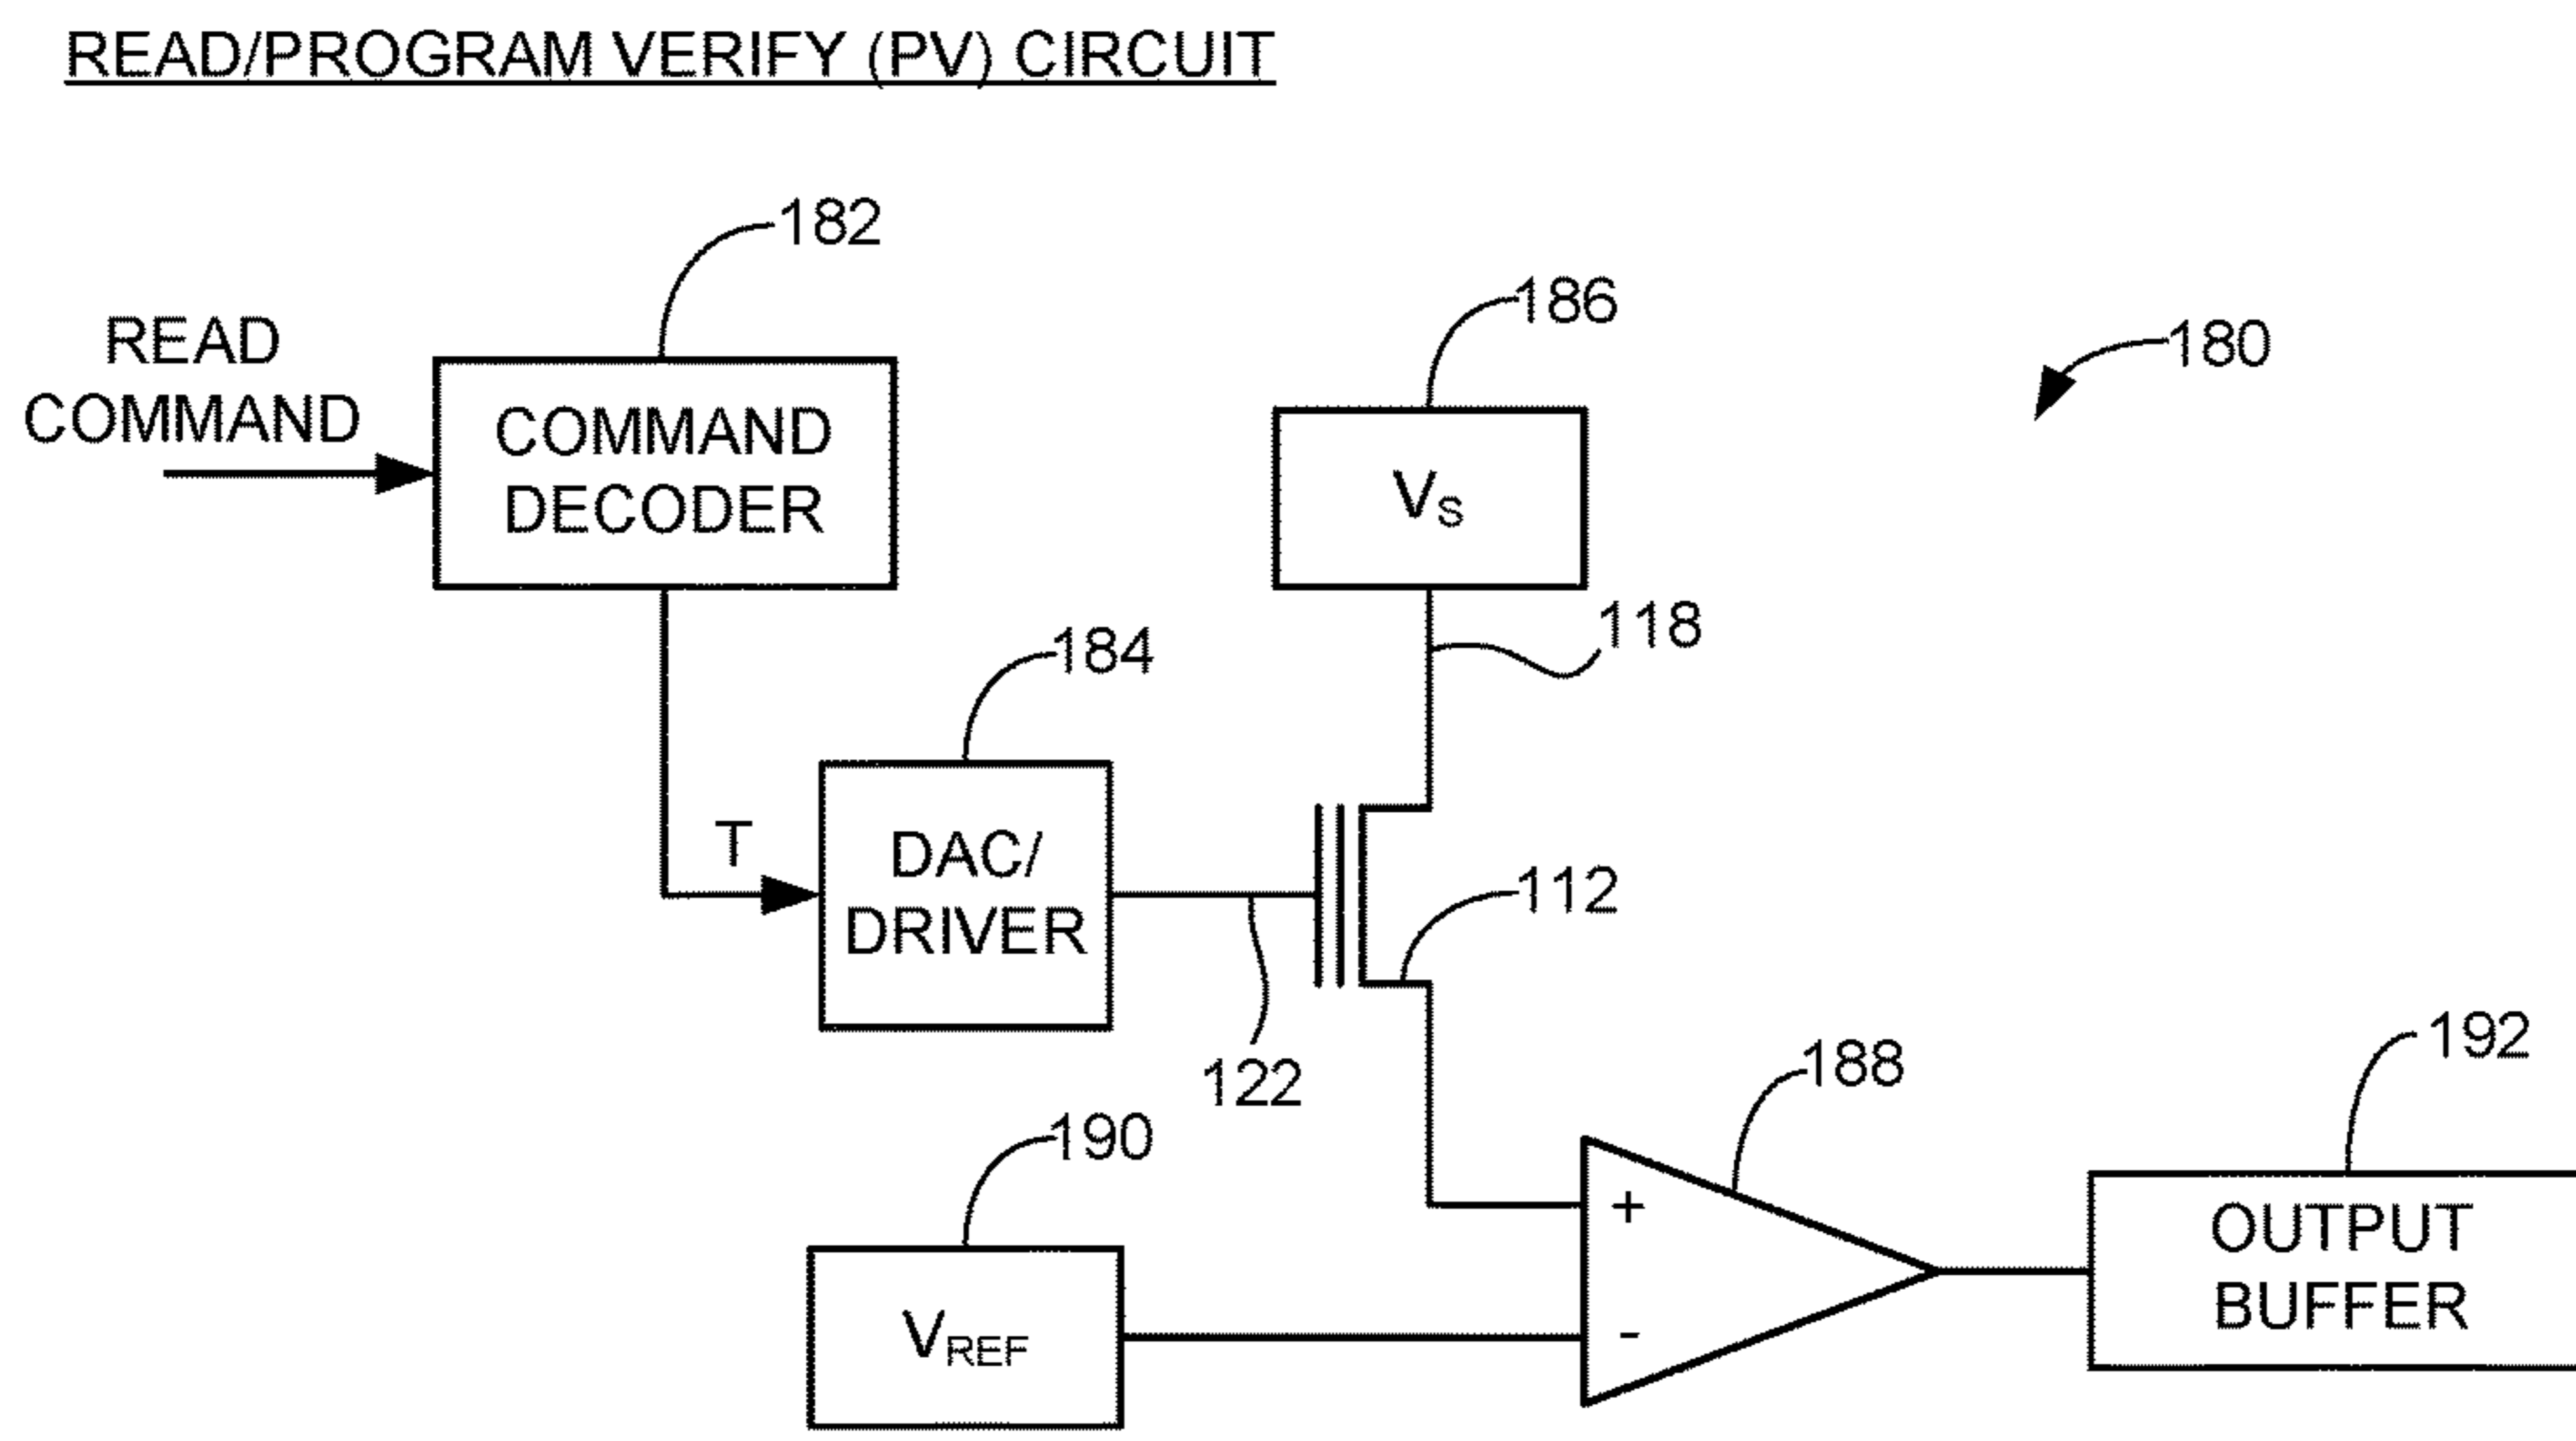 READ/PROGRAM VERIFY (PV) CIRCUIT
182
186
180
READ
COMMAND
COMMAND
DECODER
VS
118
184
T
DAC/
DRIVER
112
122
188
192
190
+
-
VREF
OUTPUT
BUFFER